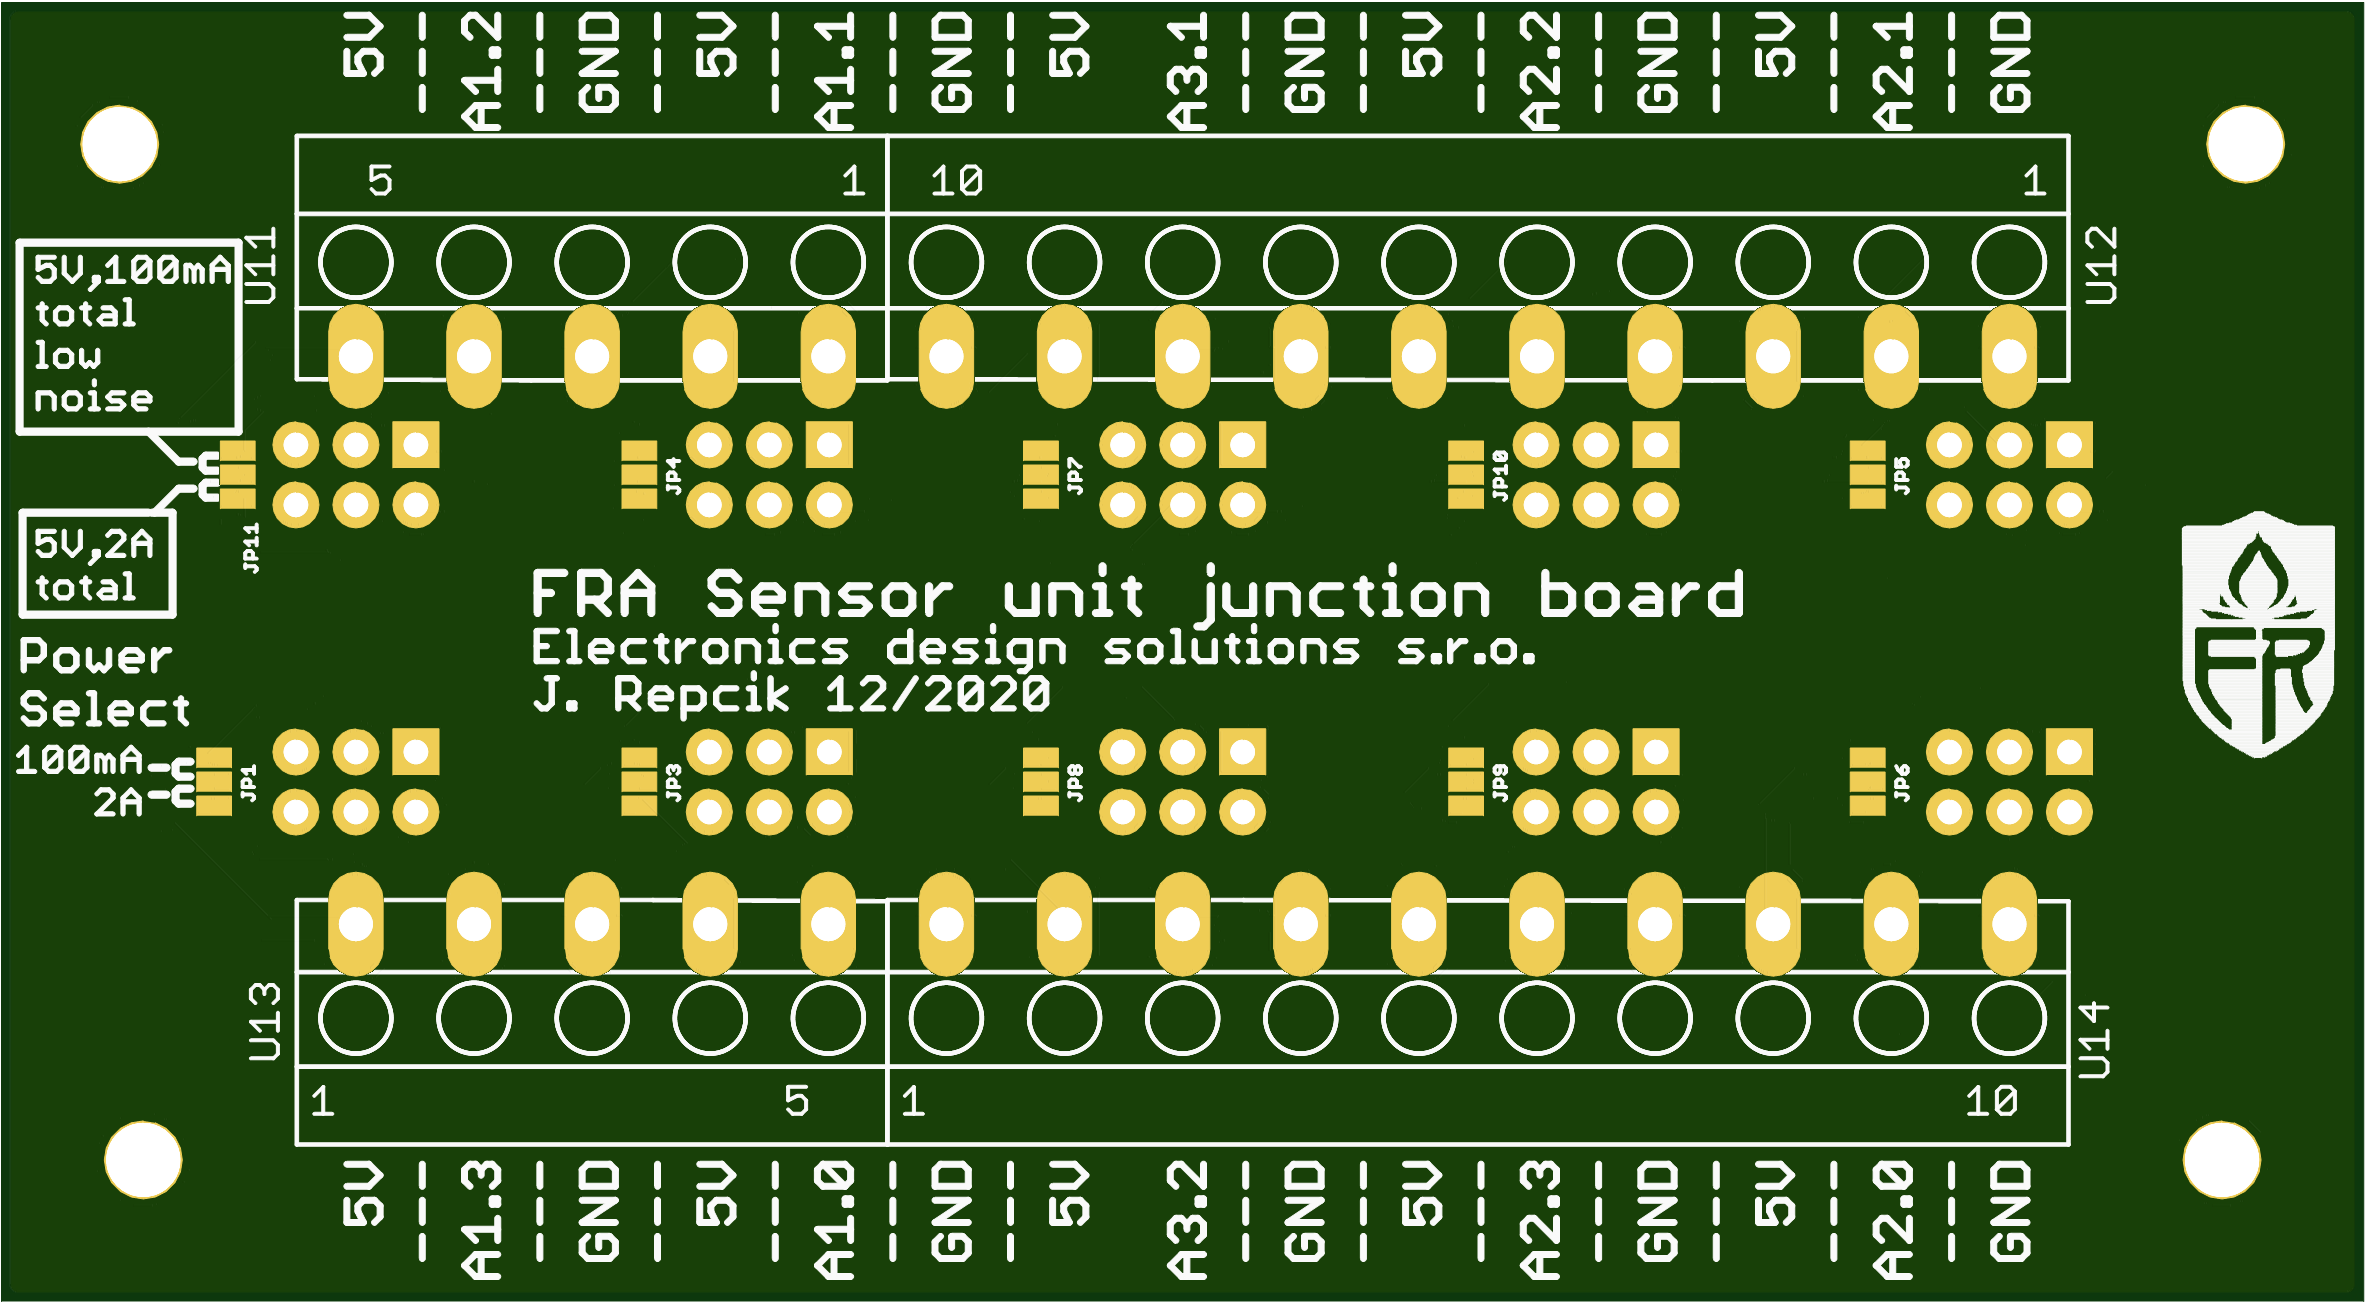 5V A1.2 GND 5V A1.1 GND 5V A3.1 GND 5V A2.2 GND 5V A2.1 GND
5 1 10 1
U11
U12
5V,100mA
total
low
noise
JP4
JP7
JP10
JP5
JP11
5V,2A
total
FRA Sensor unit junction board
Electronics design solutions s.r.o.
J. Repcik 12/2020
FR
Power
Select
100mA
2A
JP1
JP3
JP8
JP9
JP6
U13
U14
1 5 1 10
5V A1.3 GND 5V A1.0 GND 5V A3.2 GND 5V A2.3 GND 5V A2.0 GND